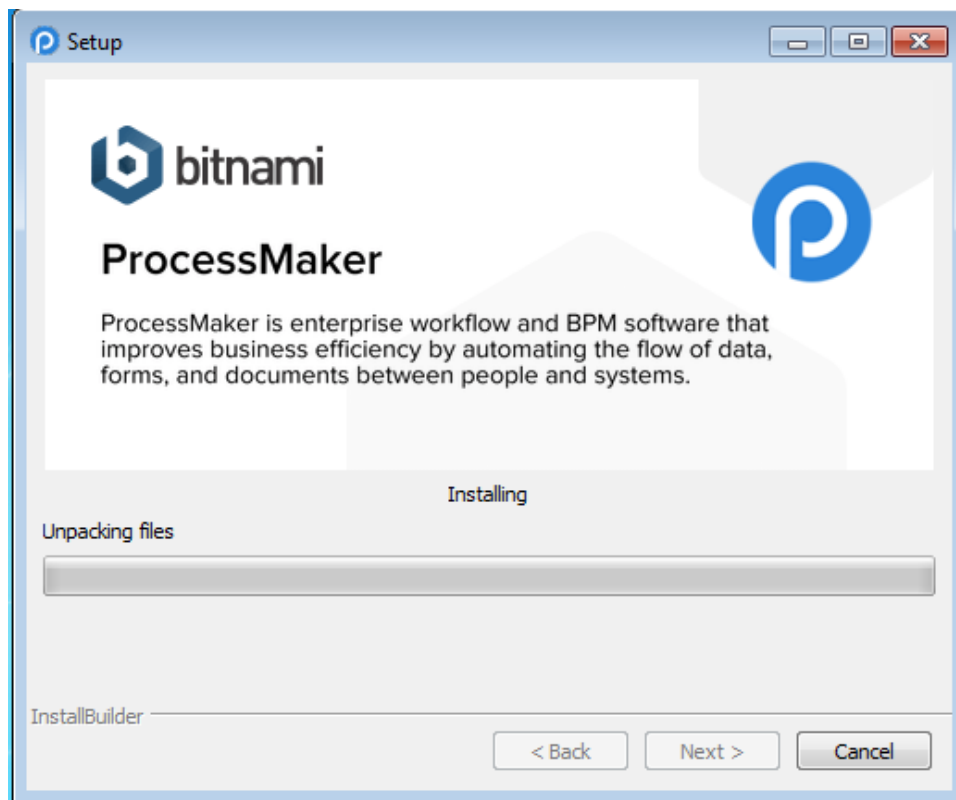 Setup
bitnami
ProcessMaker
ProcessMaker is enterprise workflow and BPM software that
improves business efficiency by automating the flow of data,
forms, and documents between people and systems.
Installing
Unpacking files
InstallBuilder
< Back
Next >
Cancel